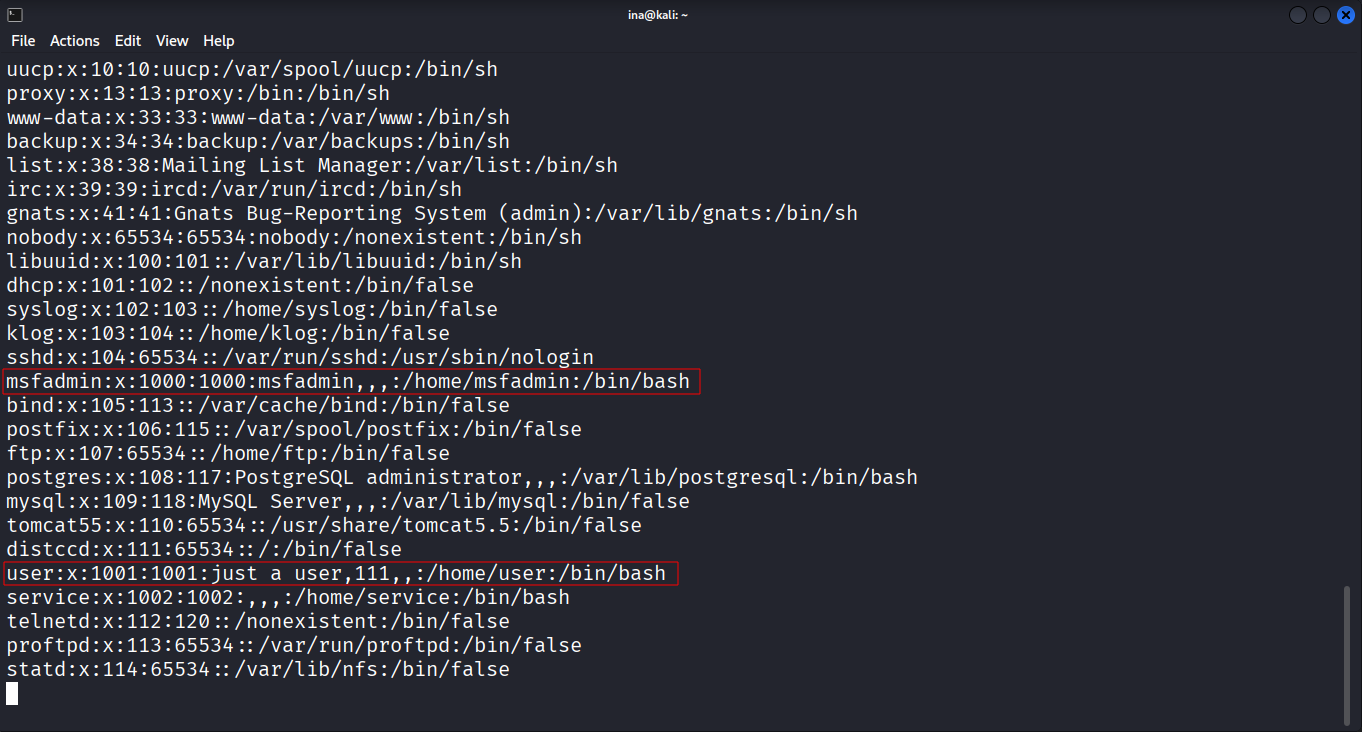 ina@kali: ~
File Actions Edit View Help
uucp:x:10:10:uucp:/var/spool/uucp:/bin/sh
proxy:x:13:13:proxy:/bin:/bin/sh
www-data:x:33:33:www-data:/var/www:/bin/sh
backup:x:34:34:backup:/var/backups:/bin/sh
list:x:38:38:Mailing List Manager:/var/list:/bin/sh
irc:x:39:39:ircd:/var/run/ircd:/bin/sh
gnats:x:41:41:Gnats Bug-Reporting System (admin):/var/lib/gnats:/bin/sh
nobody:x:65534:65534:nobody:/nonexistent:/bin/sh
libuuid:x:100:101::/var/lib/libuuid:/bin/sh
dhcp:x:101:102::/nonexistent:/bin/false
syslog:x:102:103::/home/syslog:/bin/false
klog:x:103:104::/home/klog:/bin/false
sshd:x:104:65534::/var/run/sshd:/usr/sbin/nologin
msfadmin:x:1000:1000:msfadmin,,,:/home/msfadmin:/bin/bash
bind:x:105:113::/var/cache/bind:/bin/false
postfix:x:106:115::/var/spool/postfix:/bin/false
ftp:x:107:65534::/home/ftp:/bin/false
postgres:x:108:117:PostgreSQL administrator,,,:/var/lib/postgresql:/bin/bash
mysql:x:109:118:MySQL Server,,,:/var/lib/mysql:/bin/false
tomcat55:x:110:65534::/usr/share/tomcat5.5:/bin/false
distccd:x:111:65534::/:/bin/false
user:x:1001:1001:just a user,111,,:/home/user:/bin/bash
service:x:1002:1002:,,,:/home/service:/bin/bash
telnetd:x:112:120::/nonexistent:/bin/false
proftpd:x:113:65534::/var/run/proftpd:/bin/false
statd:x:114:65534::/var/lib/nfs:/bin/false